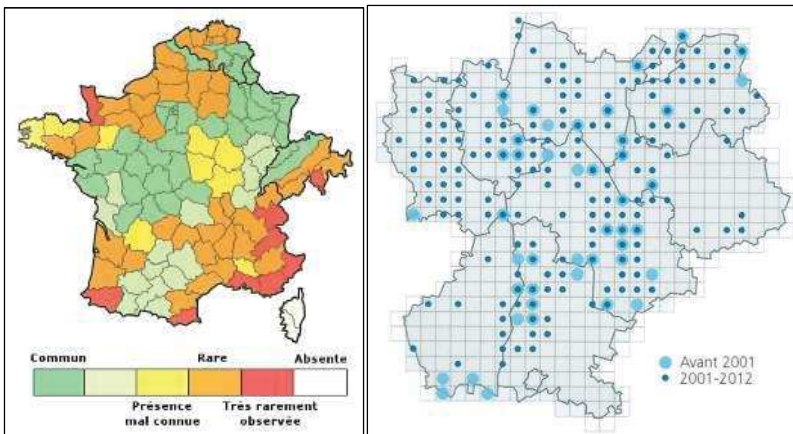 Commun Rare Absente
Présence mal connue
Très rarement observée
Avant 2001
2001-2012